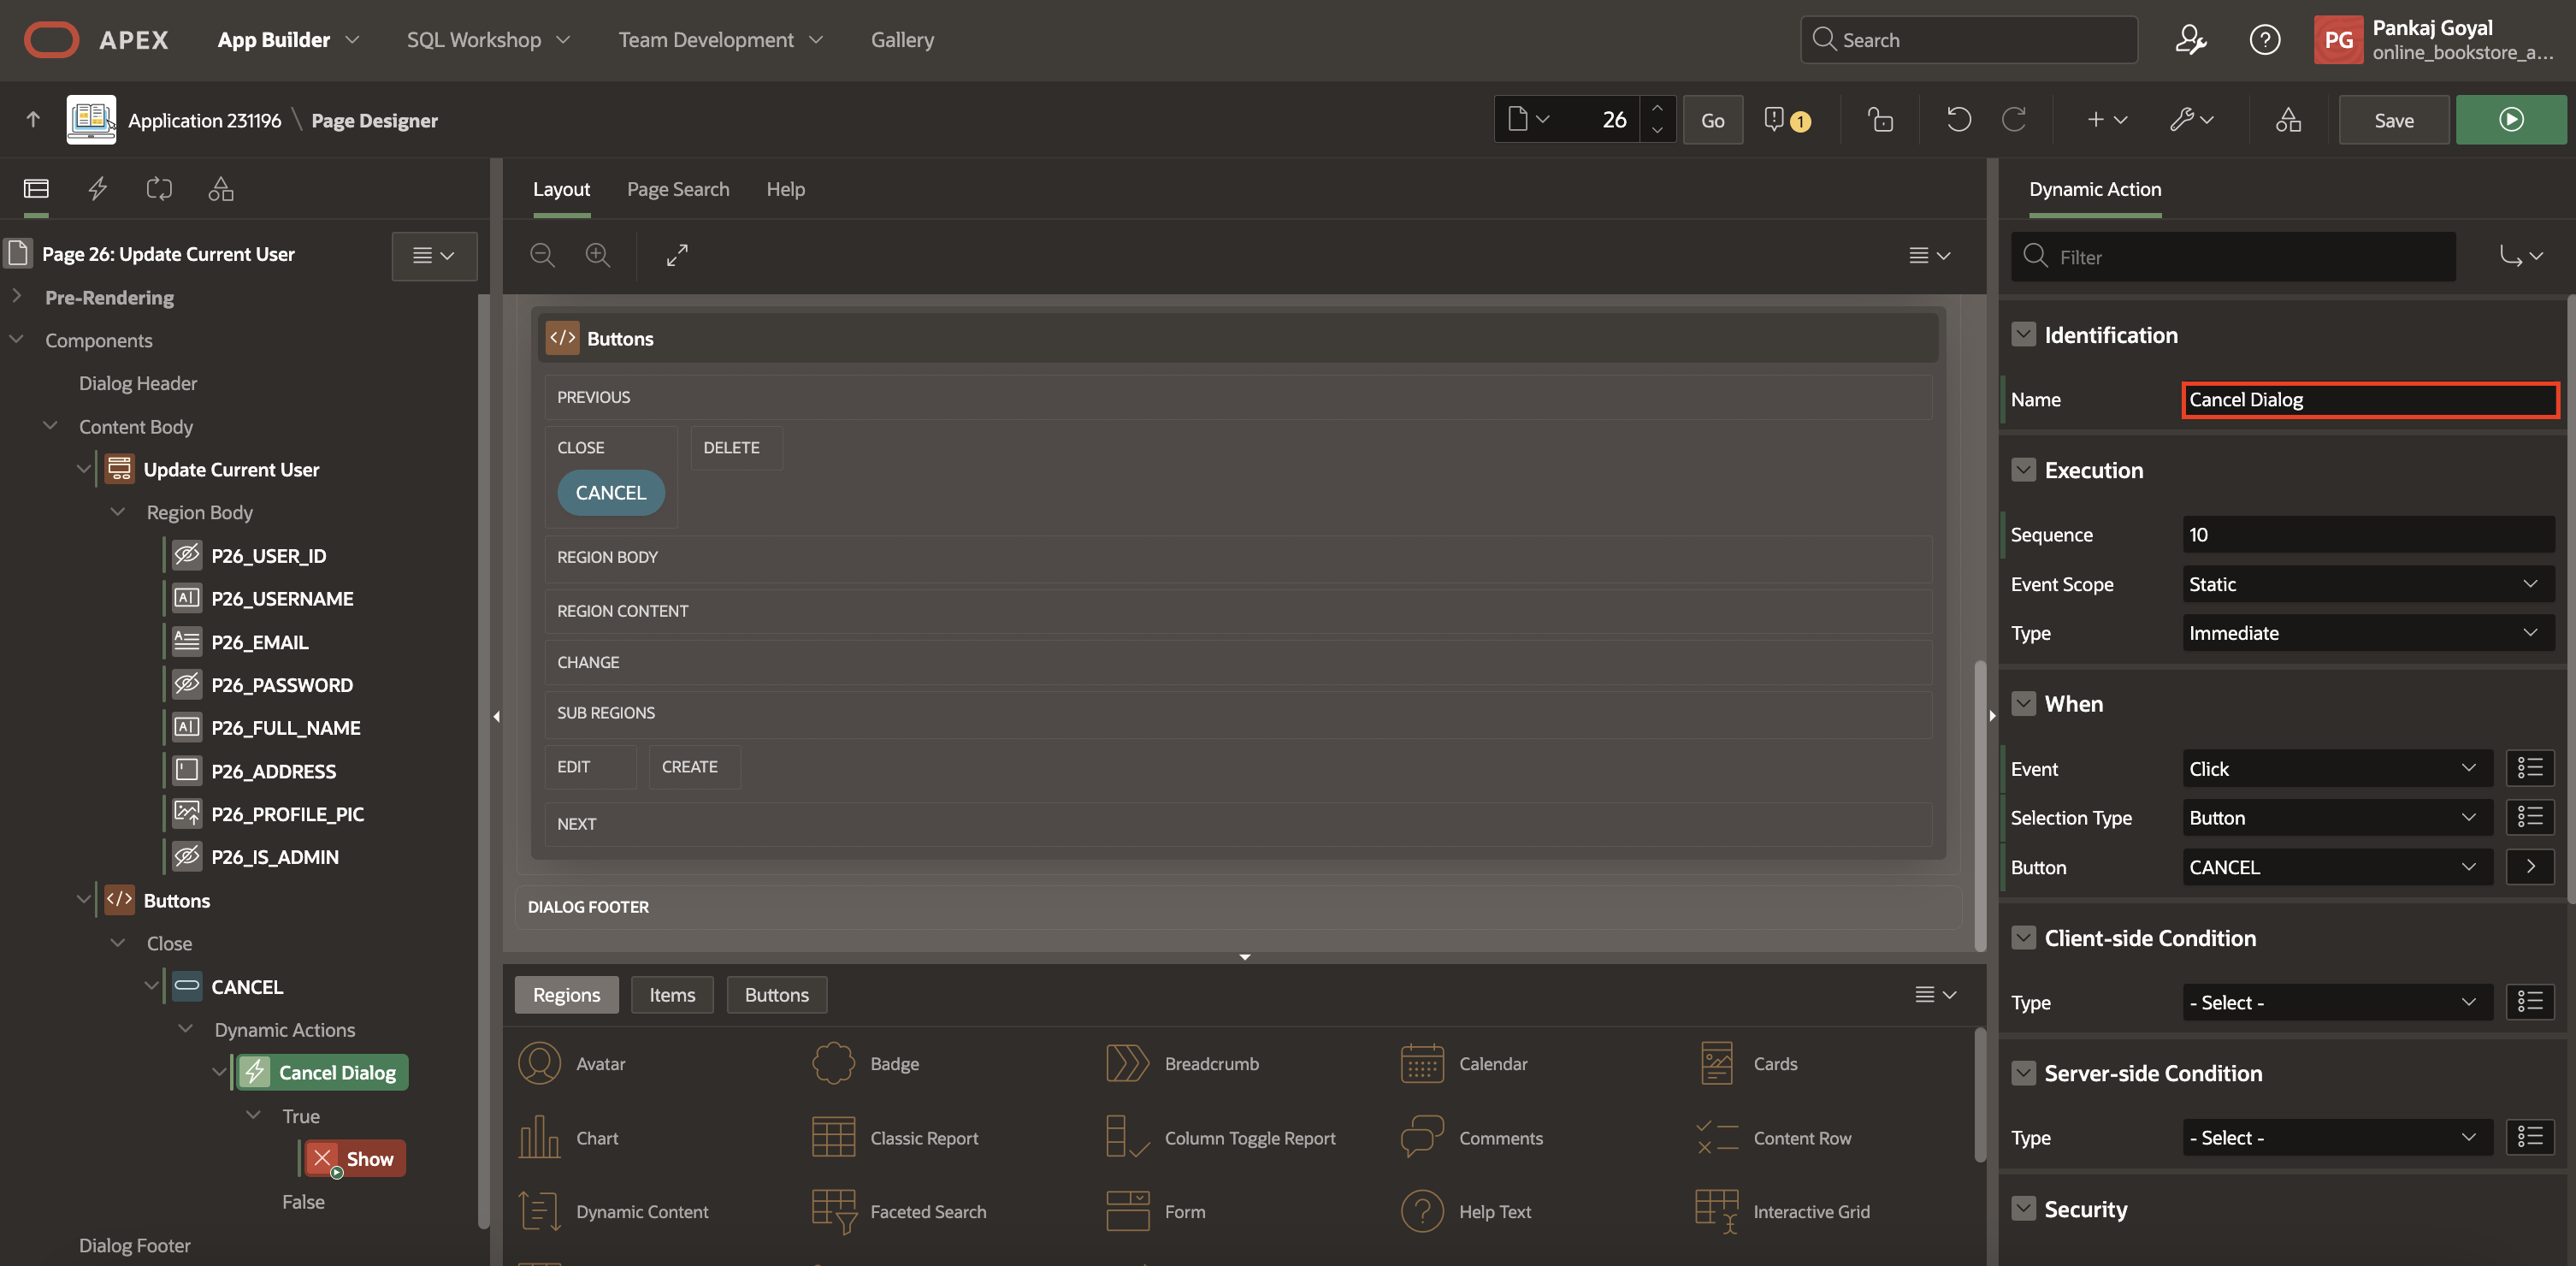 APEX
App Builder
SQL Workshop
Team Development
Gallery
Search
PG
Pankaj Goyal
online_bookstore_a...
Application 231196 \ Page Designer
26
Go
1
Save
Page 26: Update Current User
Pre-Rendering
Components
Dialog Header
Content Body
Update Current User
Region Body
P26_USER_ID
P26_USERNAME
P26_EMAIL
P26_PASSWORD
P26_FULL_NAME
P26_ADDRESS
P26_PROFILE_PIC
P26_IS_ADMIN
Buttons
Close
CANCEL
Dynamic Actions
Cancel Dialog
True
Show
False
Dialog Footer
Layout
Page Search
Help
Buttons
PREVIOUS
CLOSE
DELETE
CANCEL
REGION BODY
REGION CONTENT
CHANGE
SUB REGIONS
EDIT
CREATE
NEXT
DIALOG FOOTER
Regions
Items
Buttons
Avatar
Badge
Breadcrumb
Calendar
Cards
Chart
Classic Report
Column Toggle Report
Comments
Content Row
Dynamic Content
Faceted Search
Form
Help Text
Interactive Grid
Dynamic Action
Filter
Identification
Name
Cancel Dialog
Execution
Sequence
10
Event Scope
Static
Type
Immediate
When
Event
Click
Selection Type
Button
Button
CANCEL
Client-side Condition
Type
- Select -
Server-side Condition
Type
- Select -
Security